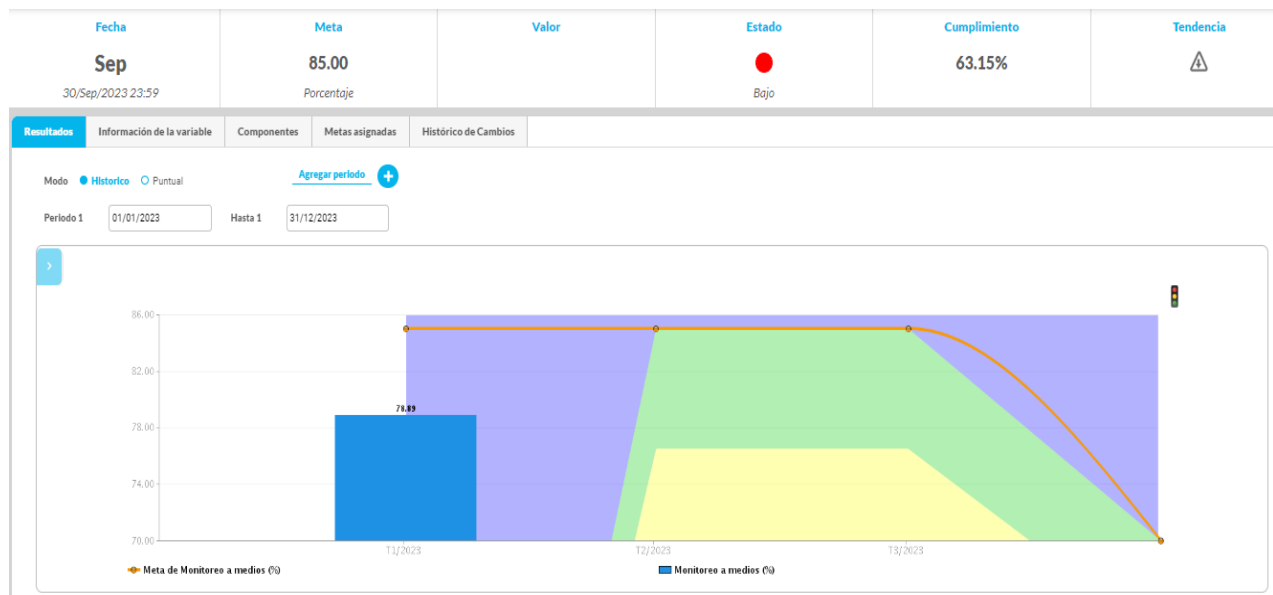 Fecha Meta Valor Estado Cumplimiento Tendencia
Sep 85.00 63.15%
30/Sep/2023 23:59 Porcentaje Bajo
Resultados Información de la variable Componentes Metas asignadas Histórico de Cambios
Modo Historico Puntual Agregar periodo
Periodo 1 01/01/2023 Hasta 1 31/12/2023
86.00
82.00
78.89
78.00
74.00
70.00
T1/2023 T2/2023 T3/2023
Meta de Monitoreo a medios (%) Monitoreo a medios (%)